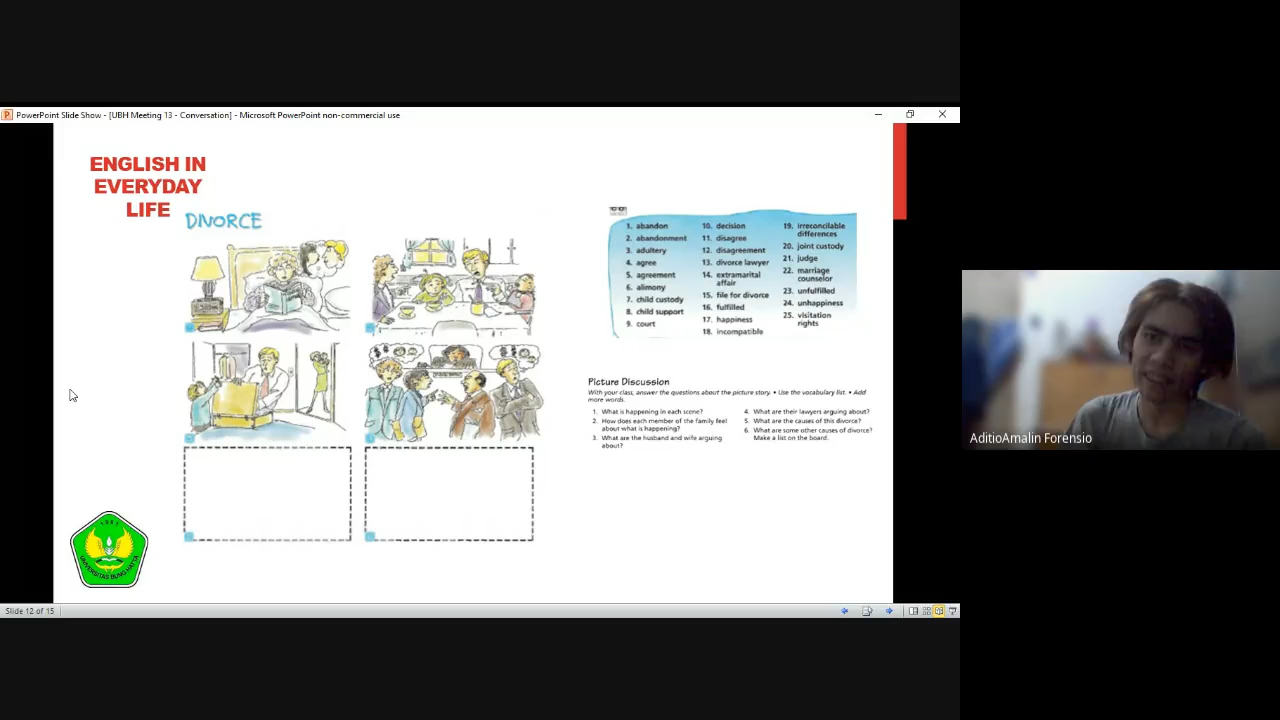 PowerPoint Slide Show - [UBH Meeting 13 - Conversation] - Microsoft PowerPoint non-commercial use
ENGLISH IN
EVERYDAY
LIFE
DIVORCE
1. abandon
2. abandonment
3. adultery
4. agree
5. agreement
6. alimony
7. child custody
8. child support
9. court
10. decision
11. disagree
12. disagreement
13. divorce lawyer
14. extramarital
affair
15. file for divorce
16. fulfilled
17. happiness
18. incompatible
19. irreconcilable
differences
20. joint custody
21. judge
22. marriage
counselor
23. unfulfilled
24. unhappiness
25. visitation
rights
Picture Discussion
With your class, answer the questions about the picture story. • Use the vocabulary list. • Add
more words.
1. What is happening in each scene?
2. How does each member of the family feel
about what is happening?
3. What are the husband and wife arguing
about?
4. What are their lawyers arguing about?
5. What are the causes of this divorce?
6. What are some other causes of divorce?
Make a list on the board.
UNIVERSITAS BUNG HATTA
Slide 12 of 15
AditioAmalin Forensio